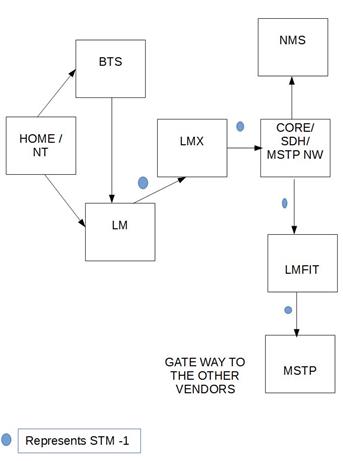 NMS
BTS
HOME /
NT
LMX
CORE/
SDH/
MSTP NW
LM
LMFIT
GATE WAY TO
THE OTHER
VENDORS
MSTP
Represents STM -1